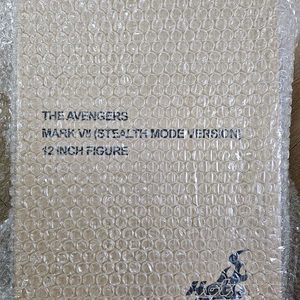 THE AVENGERS
MARK VII (STEALTH MODE VERSION)
12 INCH FIGURE